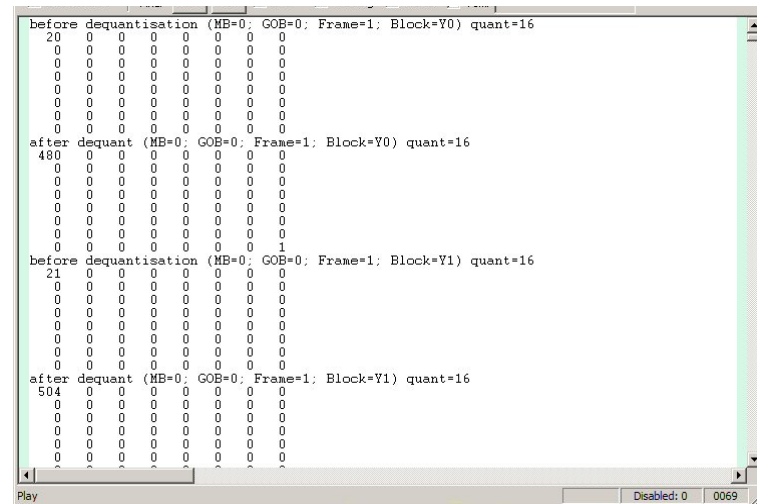 before dequantisation (MB=0; GOB=0; Frame=1; Block=Y0) quant=16
20 0 0 0 0 0 0 0
0 0 0 0 0 0 0 0
0 0 0 0 0 0 0 0
0 0 0 0 0 0 0 0
0 0 0 0 0 0 0 0
0 0 0 0 0 0 0 0
0 0 0 0 0 0 0 0
0 0 0 0 0 0 0 0
after dequant (MB=0; GOB=0; Frame=1; Block=Y0) quant=16
480 0 0 0 0 0 0 0
0 0 0 0 0 0 0 0
0 0 0 0 0 0 0 0
0 0 0 0 0 0 0 0
0 0 0 0 0 0 0 0
0 0 0 0 0 0 0 0
0 0 0 0 0 0 0 0
0 0 0 0 0 0 0 1
before dequantisation (MB=0; GOB=0; Frame=1; Block=Y1) quant=16
21 0 0 0 0 0 0 0
0 0 0 0 0 0 0 0
0 0 0 0 0 0 0 0
0 0 0 0 0 0 0 0
0 0 0 0 0 0 0 0
0 0 0 0 0 0 0 0
0 0 0 0 0 0 0 0
0 0 0 0 0 0 0 0
after dequant (MB=0; GOB=0; Frame=1; Block=Y1) quant=16
504 0 0 0 0 0 0 0
0 0 0 0 0 0 0 0
0 0 0 0 0 0 0 0
0 0 0 0 0 0 0 0
0 0 0 0 0 0 0 0
0 0 0 0 0 0 0 0
Play Disabled: 0 0069